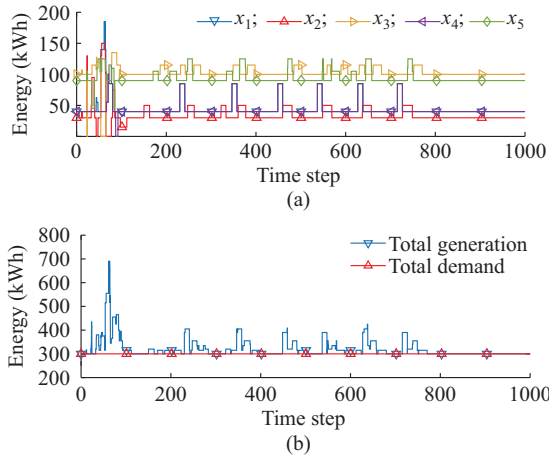 x1; x2; x3; x4; x5
Energy (kWh)
200
150
100
50
0
200
400
600
800
1000
Time step
(a)
Energy (kWh)
800
700
600
500
400
300
200
Total generation
Total demand
0
200
400
600
800
1000
Time step
(b)